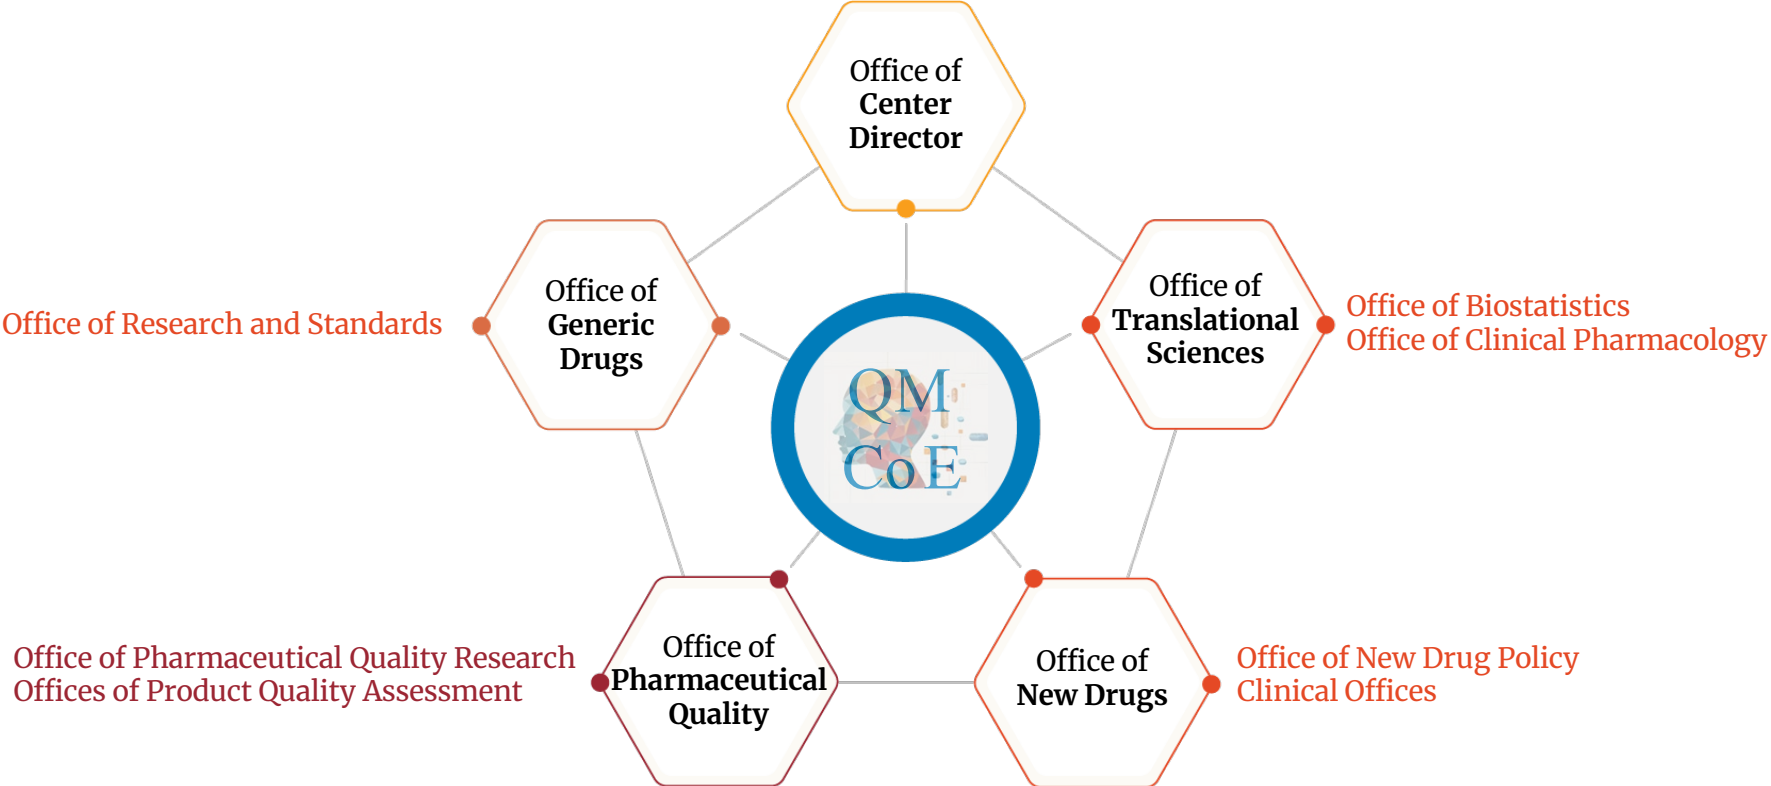 Office of
Center
Director
Office of
Generic
Drugs
Office of Research and Standards
Office of
Translational
Sciences
Office of Biostatistics
Office of Clinical Pharmacology
QM
CoE
Office of
Pharmaceutical
Quality
Office of Pharmaceutical Quality Research
Offices of Product Quality Assessment
Office of
New Drugs
Office of New Drug Policy
Clinical Offices